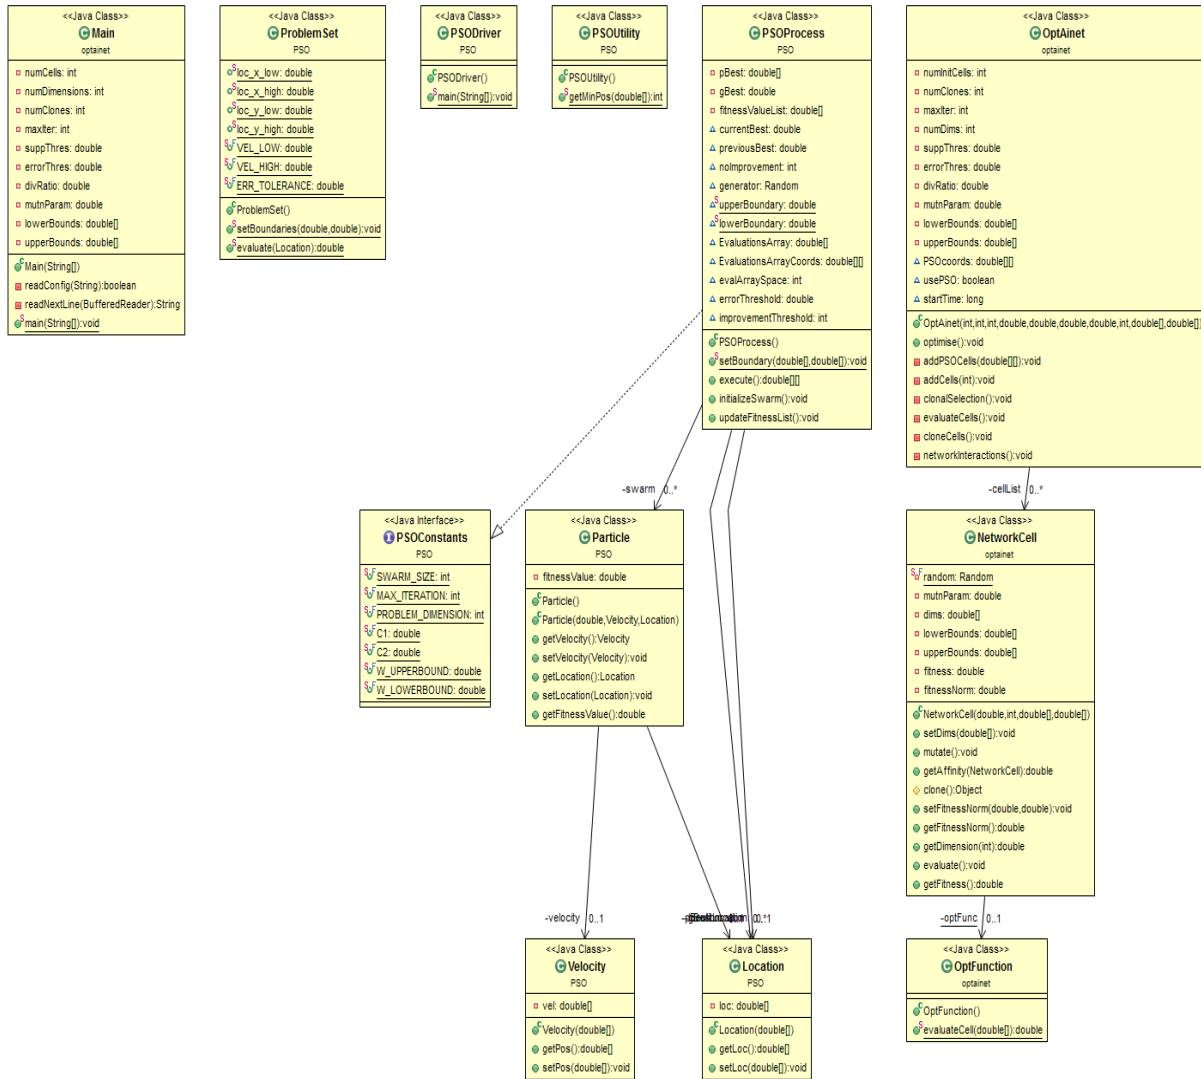 <<Java Class>>
Main
optainet
numCells: int
numDimensions: int
numClones: int
maxIter: int
suppThres: double
errorThres: double
divRatio: double
mutnParam: double
lowerBounds: double[]
upperBounds: double[]
Main(String[])
readConfig(String):boolean
readNextLine(BufferedReader):String
main(String[]):void
<<Java Class>>
ProblemSet
PSO
loc_x_low: double
loc_x_high: double
loc_y_low: double
loc_y_high: double
VEL_LOW: double
VEL_HIGH: double
ERR_TOLERANCE: double
ProblemSet()
setBoundaries(double,double):void
evaluate(Location):double
<<Java Class>>
PSODriver
PSO
PSODriver()
main(String[]):void
<<Java Class>>
PSOUtility
PSO
PSOUtility()
getMinPos(double[]):int
<<Java Class>>
PSOProcess
PSO
pBest: double[]
gBest: double
fitnessValueList: double[]
currentBest: double
previousBest: double
noImprovement: int
generator: Random
upperBoundary: double
lowerBoundary: double
EvaluationsArray: double[]
EvaluationsArrayCoords: double[][]
evalArraySpace: int
errorThreshold: double
improvementThreshold: int
PSOProcess()
setBoundary(double[],double[]):void
execute():double[][]
initializeSwarm():void
updateFitnessList():void
<<Java Class>>
OptAinet
optainet
numInitCells: int
numClones: int
maxIter: int
numDims: int
suppThres: double
errorThres: double
divRatio: double
mutnParam: double
lowerBounds: double[]
upperBounds: double[]
PSOcoords: double[][]
usePSO: boolean
startTime: long
OptAinet(int,int,int,double,double,double,double,int,double[],double[])
optimise():void
addPSOCells(double[][]):void
addCells(int):void
clonalSelection():void
evaluateCells():void
cloneCells():void
networkInteractions():void
-swarm 0..*
-cellList 0..*
<<Java Interface>>
PSOConstants
PSO
SWARM_SIZE: int
MAX_ITERATION: int
PROBLEM_DIMENSION: int
C1: double
C2: double
W_UPPERBOUND: double
W_LOWERBOUND: double
<<Java Class>>
Particle
PSO
fitnessValue: double
Particle()
Particle(double,Velocity,Location)
getVelocity():Velocity
setVelocity(Velocity):void
getLocation():Location
setLocation(Location):void
getFitnessValue():double
<<Java Class>>
NetworkCell
optainet
random: Random
mutnParam: double
dims: double[]
lowerBounds: double[]
upperBounds: double[]
fitness: double
fitnessNorm: double
NetworkCell(double,int,double[],double[])
setDims(double[]):void
mutate():void
getAffinity(NetworkCell):double
clone():Object
setFitnessNorm(double,double):void
getFitnessNorm():double
getDimension(int):double
evaluate():void
getFitness():double
-velocity 0..1
-optFunc 0..1
<<Java Class>>
Velocity
PSO
vel: double[]
Velocity(double[])
getPos():double[]
setPos(double[]):void
<<Java Class>>
Location
PSO
loc: double[]
Location(double[])
getLoc():double[]
setLoc(double[]):void
<<Java Class>>
OptFunction
optainet
OptFunction()
evaluateCell(double[]):double